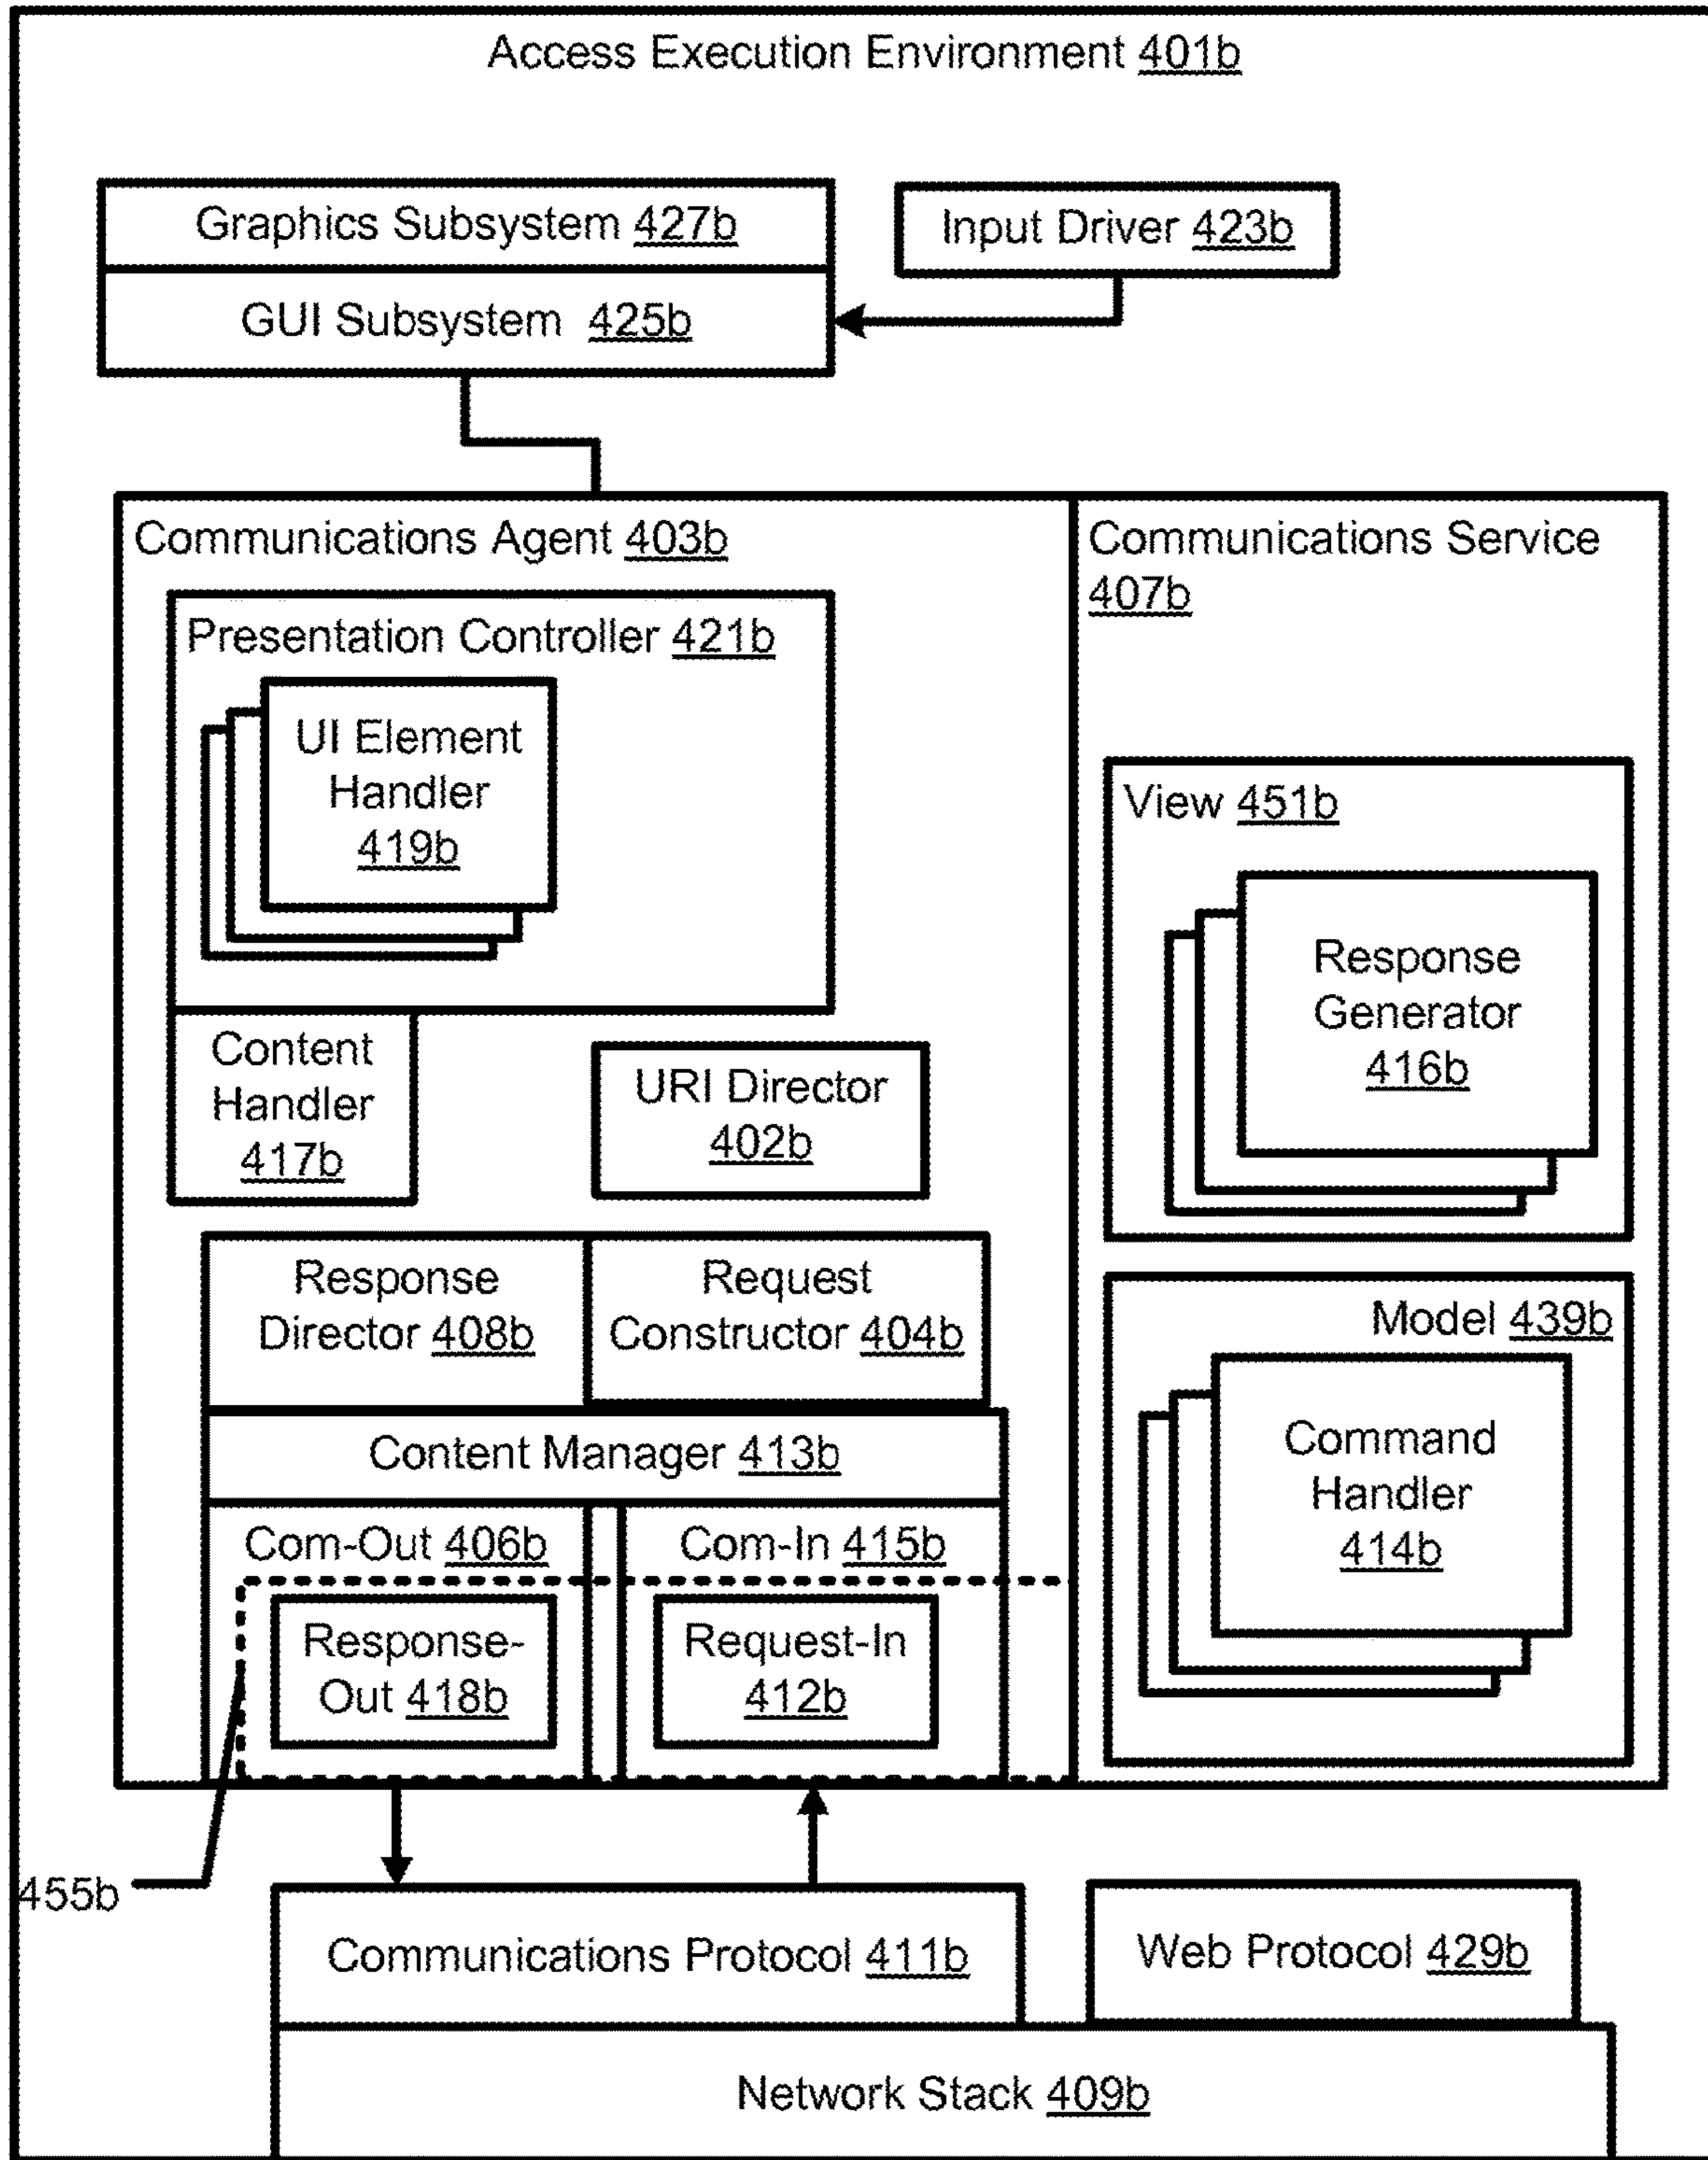 Access Execution Environment 401b
Graphics Subsystem 427b
Input Driver 423b
GUI Subsystem 425b
Communications Agent 403b
Communications Service
407b
Presentation Controller 421b
UI Element
Handler
419b
View 451b
Response
Generator
416b
Content
Handler
417b
URI Director
402b
Response
Director 408b
Request
Constructor 404b
Model 439b
Command
Handler
414b
Content Manager 413b
Com-Out 406b
Com-In 415b
Response-
Out 418b
Request-In
412b
455b
Communications Protocol 411b
Web Protocol 429b
Network Stack 409b